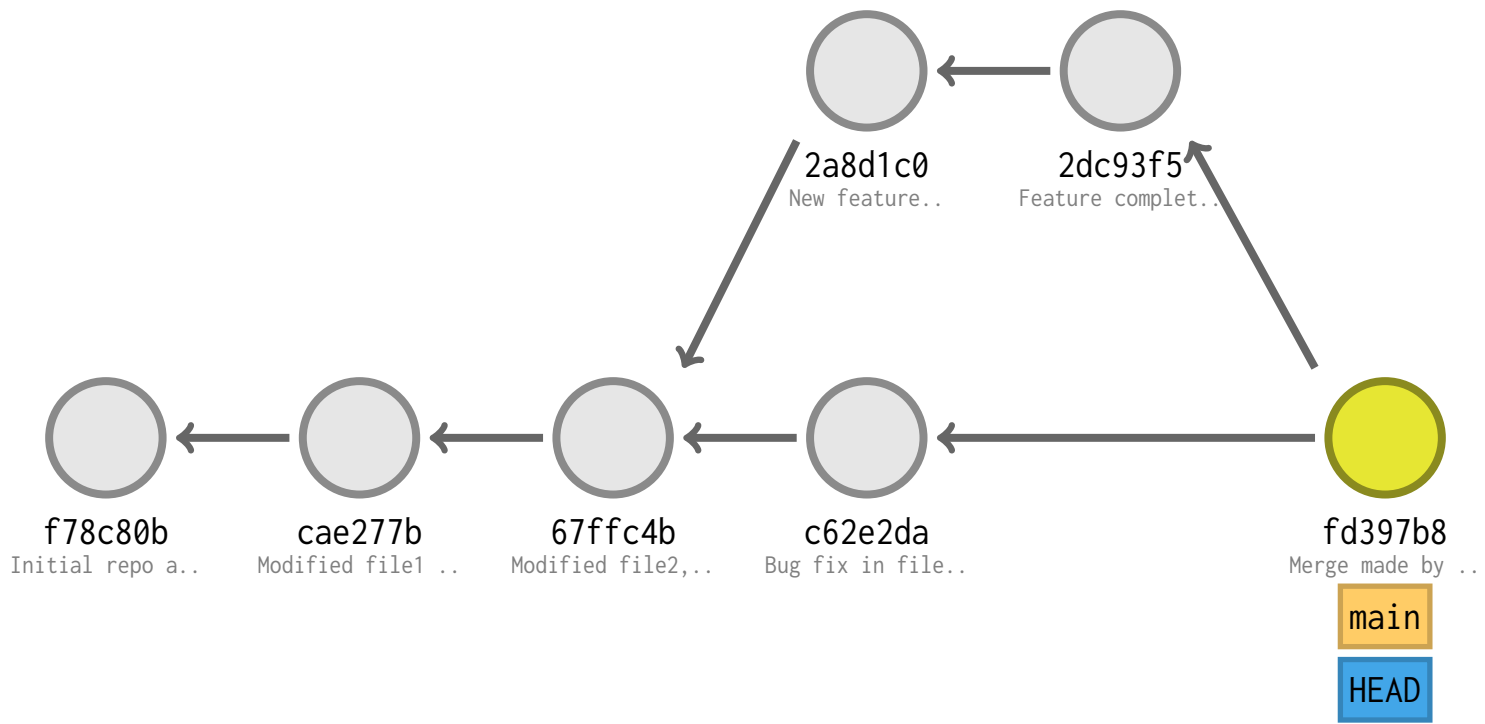 2a8d1c0
New feature..
2dc93f5
Feature complet..
f78c80b
Initial repo a..
cae277b
Modified file1 ..
67ffc4b
Modified file2,..
c62e2da
Bug fix in file..
fd397b8
Merge made by ..
main
HEAD